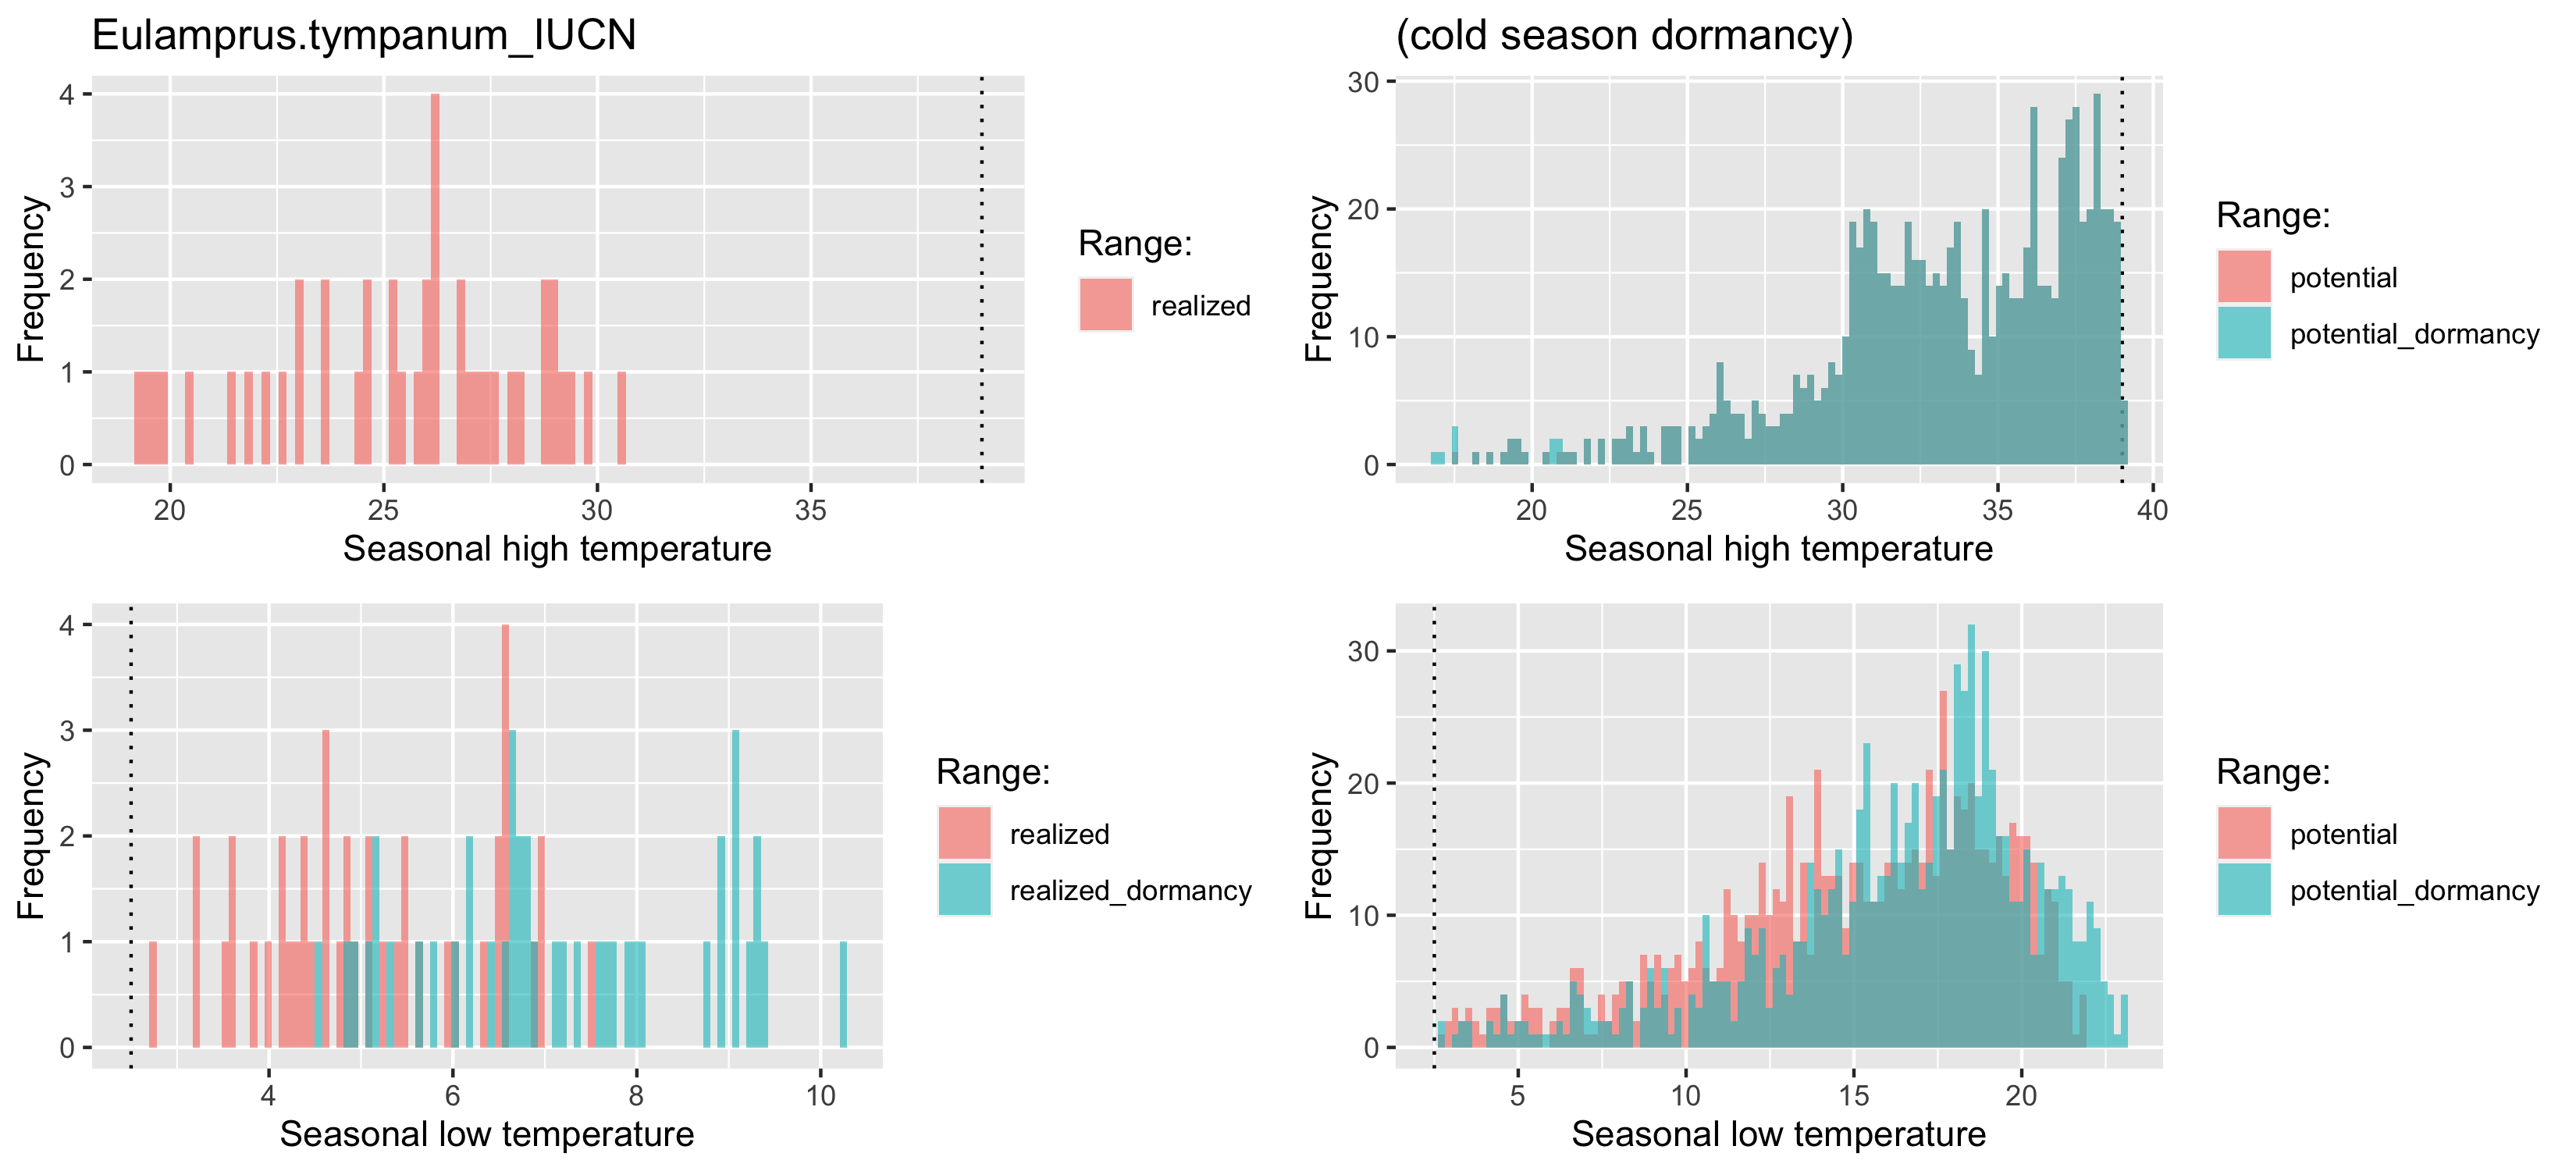 Eulamprus.tympanum_IUCN
4
3
2
1
0
Frequency
20
25
30
35
Seasonal high temperature
Range:
realized
(cold season dormancy)
30
20
10
0
Frequency
20
25
30
35
40
Seasonal high temperature
Range:
potential
potential_dormancy
4
3
2
1
0
Frequency
4
6
8
10
Seasonal low temperature
Range:
realized
realized_dormancy
30
20
10
0
Frequency
5
10
15
20
Seasonal low temperature
Range:
potential
potential_dormancy